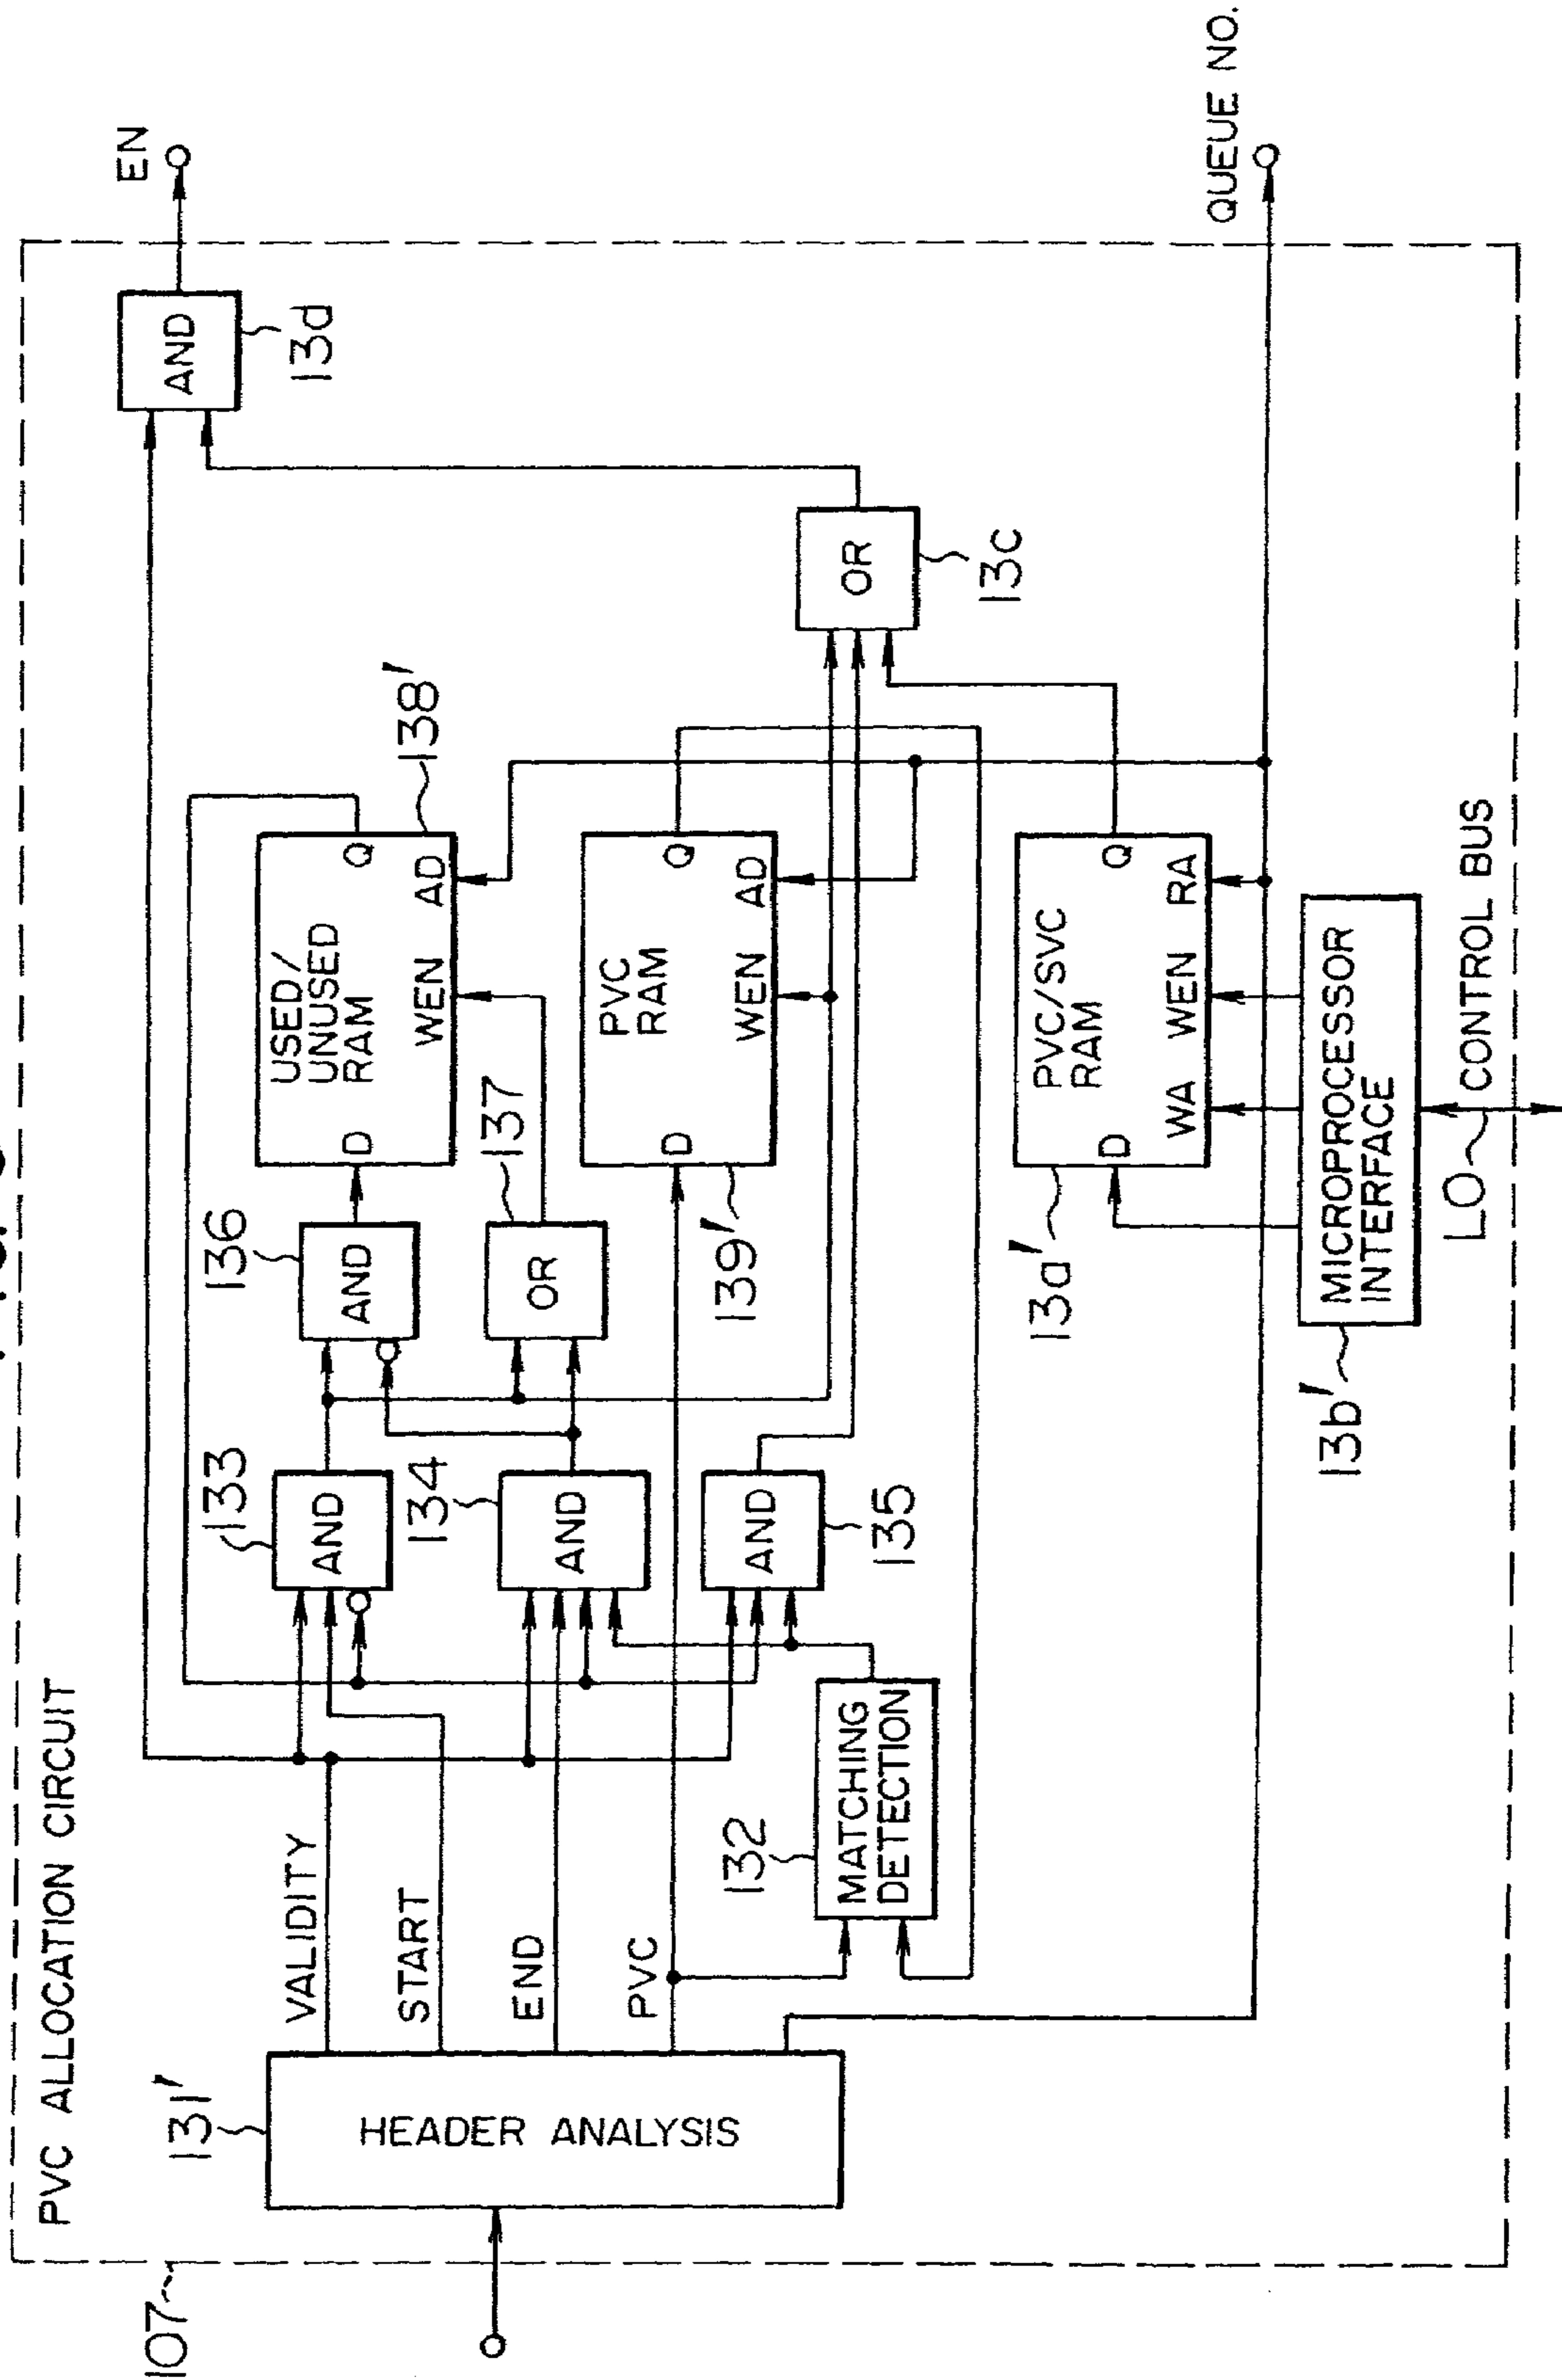 PVC ALLOCATION CIRCUIT
107
131'
HEADER ANALYSIS
VALIDITY
START
END
PVC
132
MATCHING
DETECTION
133
AND
134
AND
135
AND
136
AND
137
OR
138'
USED/
UNUSED
RAM
D
Q
WEN
AD
139'
PVC
RAM
D
Q
WEN
AD
13a'
PVC/SVC
RAM
D
Q
WA
WEN
RA
13b'
MICROPROCESSOR
INTERFACE
LO
CONTROL BUS
OR
13c
AND
13d
EN
QUEUE NO.